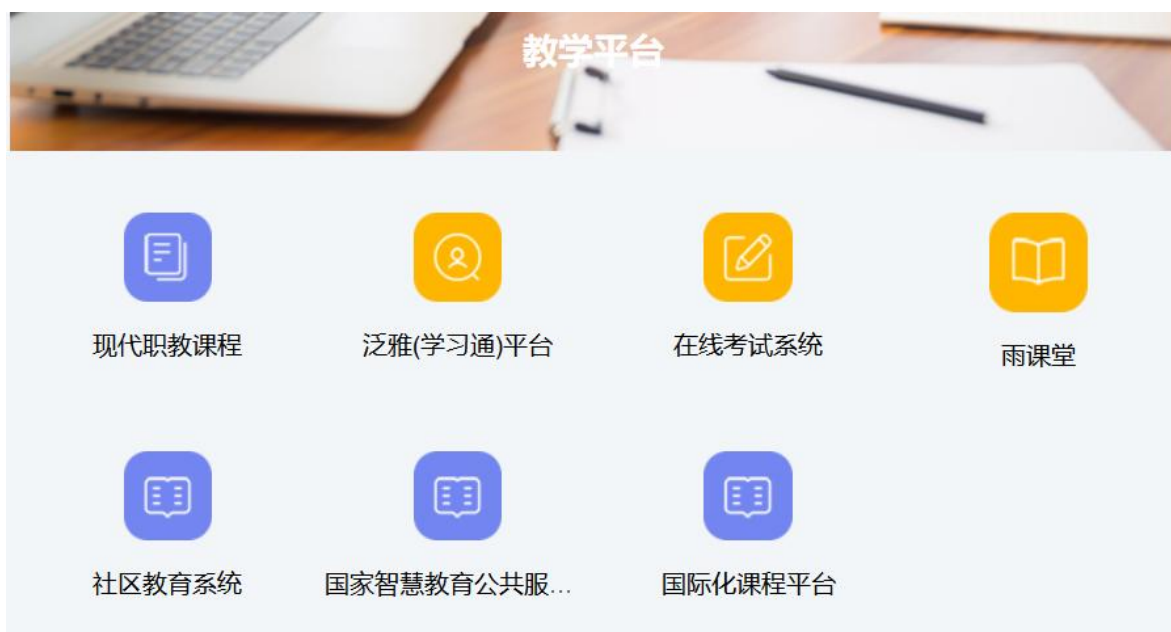 教学平台
现代职教课程
泛雅(学习通)平台
在线考试系统
雨课堂
社区教育系统
国家智慧教育公共服...
国际化课程平台